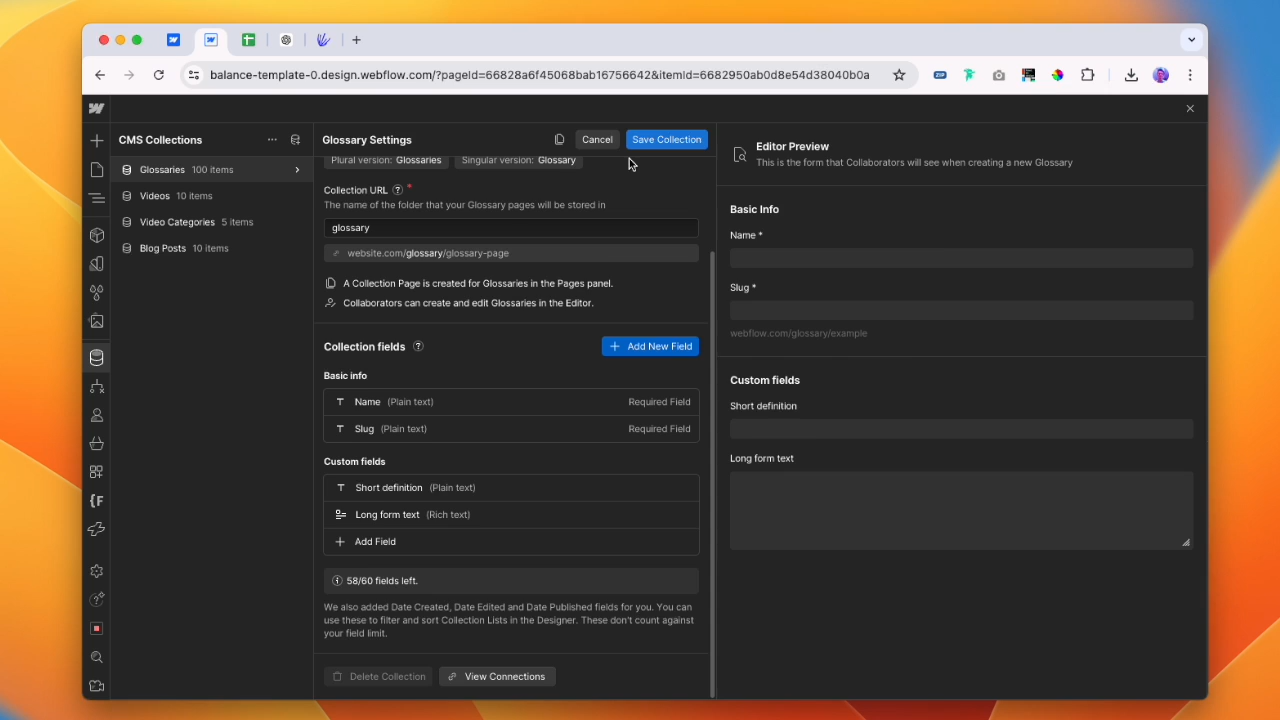 balance-template-0.design.webflow.com/?pageId=66828a6f45068bab16756642&itemId=6682950ab0d8e54d38040b0a
ZIP
CMS Collections
Glossaries 100 items
Videos 10 items
Video Categories 5 items
Blog Posts 10 items
Glossary Settings
Cancel
Save Collection
Plural version: Glossaries
Singular version: Glossary
Collection URL ? *
The name of the folder that your Glossary pages will be stored in
glossary
website.com/glossary/glossary-page
A Collection Page is created for Glossaries in the Pages panel.
Collaborators can create and edit Glossaries in the Editor.
Collection fields ?
+ Add New Field
Basic info
Name (Plain text) Required Field
Slug (Plain text) Required Field
Custom fields
Short definition (Plain text)
Long form text (Rich text)
+ Add Field
58/60 fields left.
We also added Date Created, Date Edited and Date Published fields for you. You can
use these to filter and sort Collection Lists in the Designer. These don't count against
your field limit.
Delete Collection
View Connections
Editor Preview
This is the form that Collaborators will see when creating a new Glossary
Basic Info
Name *
Slug *
webflow.com/glossary/example
Custom fields
Short definition
Long form text